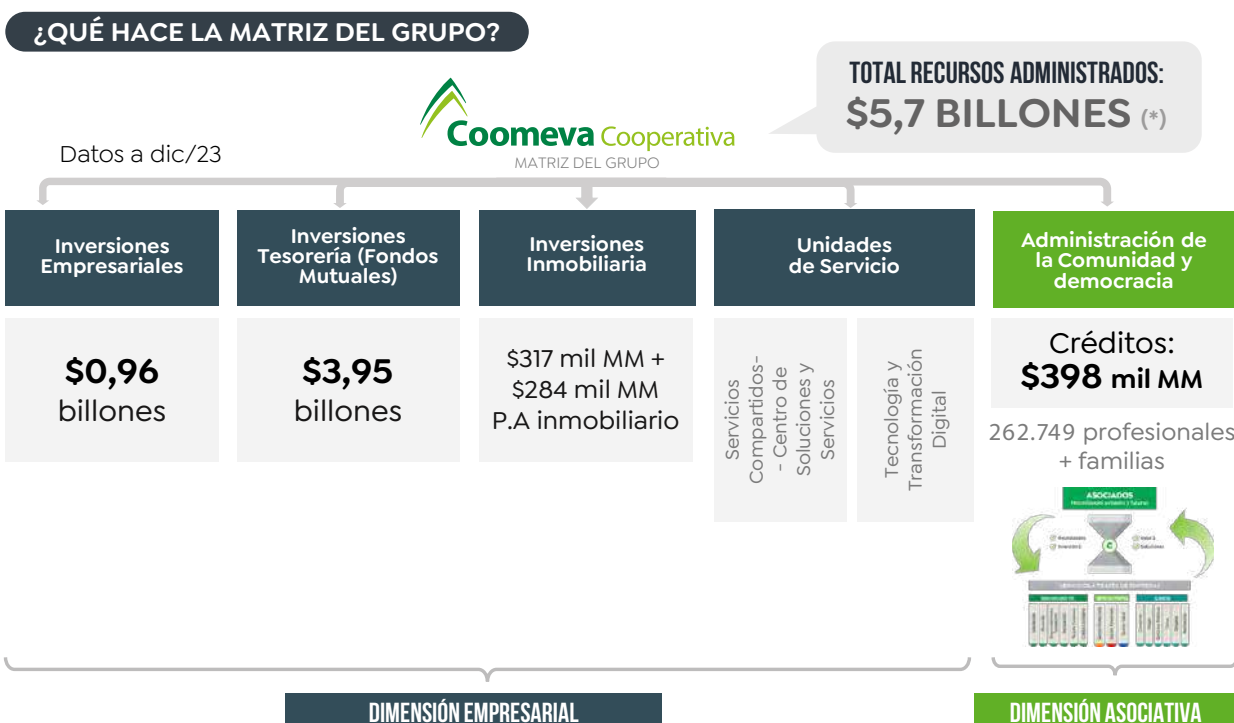 ¿QUÉ HACE LA MATRIZ DEL GRUPO?
TOTAL RECURSOS ADMINISTRADOS:
$5,7 BILLONES (*)
Coomeva Cooperativa
MATRIZ DEL GRUPO
Datos a dic/23
Inversiones
Empresariales
$0,96
billones
Inversiones
Tesorería (Fondos
Mutuales)
$3,95
billones
Inversiones
Inmobiliaria
$317 mil MM +
$284 mil MM
P.A inmobiliario
Unidades
de Servicio
Servicios
Compartidos-
- Centro de
Soluciones y
Servicios
Tecnología y
Transformación
Digital
Administración de
la Comunidad y
democracia
Créditos:
$398 mil MM
262.749 profesionales
+ familias
ASOCIADOS
DIMENSIÓN EMPRESARIAL
DIMENSIÓN ASOCIATIVA